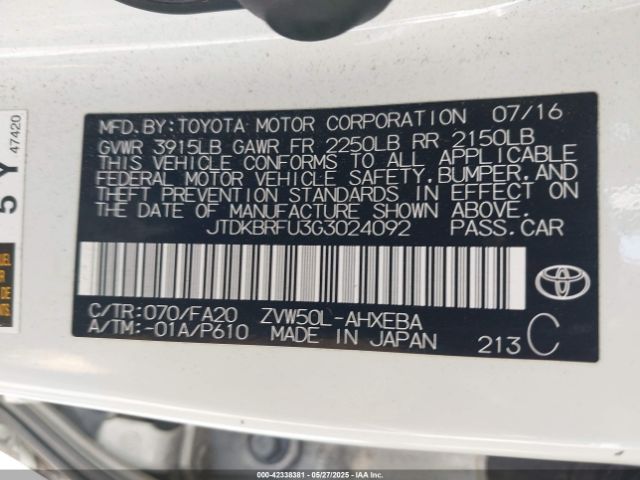 MFD.BY:TOYOTA MOTOR CORPORATION 07/16
GVWR 3915LB GAWR FR 2250LB RR 2150LB
THIS VEHICLE CONFORMS TO ALL APPLICABLE
FEDERAL MOTOR VEHICLE SAFETY,BUMPER,AND
THEFT PREVENTION STANDARDS IN EFFECT ON
THE DATE OF MANUFACTURE SHOWN ABOVE.
JTDKBRFU3G3024092 PASS.CAR
C/TR:070/FA20 ZVW50L-AHXEBA
A/TM:-01A/P610 MADE IN JAPAN
213 C
5 Y 47420
000-42338381 - 05/27/2025 - IAAI